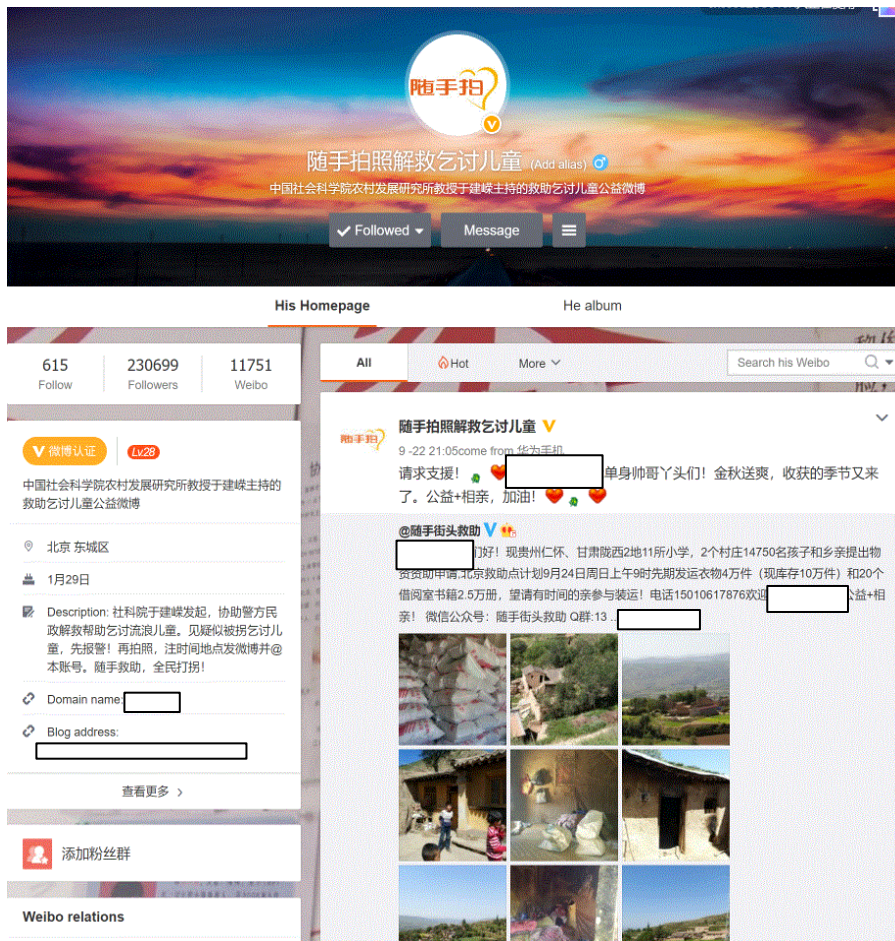 随手拍
随手拍照解救乞讨儿童 (Add alias)
中国社会科学院农村发展研究所教授于建嵘主持的救助乞讨儿童公益微博
Followed
Message
His Homepage
He album
615
230699
11751
Follow
Followers
Weibo
All
Hot
More
Search his Weibo
V 微博认证
Lv.28
中国社会科学院农村发展研究所教授于建嵘主持的
救助乞讨儿童公益微博
北京 东城区
1月29日
Description: 社科院于建嵘发起，协助警方民
政解救帮助乞讨流浪儿童。见疑似被拐乞讨儿
童，先报警！再拍照，注时间地点发微博并@
本账号。随手救助，全民打拐！
Domain name:
Blog address:
查看更多 >
添加粉丝群
Weibo relations
随手拍
随手拍照解救乞讨儿童
9 -22 21:05come from 华为手机
请求支援！ 单身帅哥丫头们！金秋送爽，收获的季节又来
了。公益+相亲，加油！
@随手街头救助
们好！现贵州仁怀、甘肃陇西2地11所小学，2个村庄14750名孩子和乡亲提出物
资资助申请.北京救助点计划9月24日周日上午9时先期发运衣物4万件（现库存10万件）和20个
借阅室书籍2.5万册，望请有时间的亲参与装运！电话15010617876欢迎 公益+相
亲！ 微信公众号：随手街头救助 Q群:13 ..